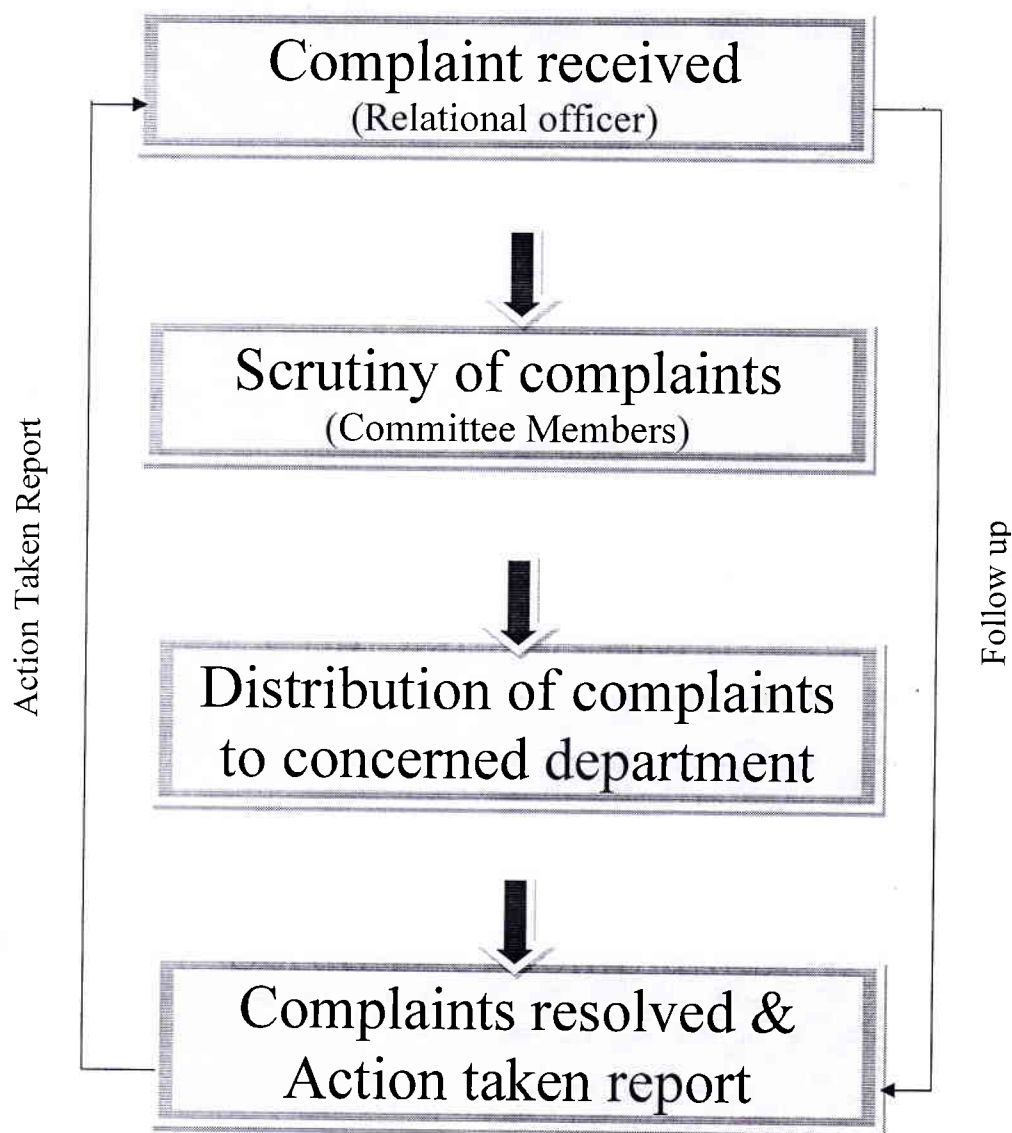 Complaint received
(Relational officer)
Scrutiny of complaints
(Committee Members)
Distribution of complaints
to concerned department
Complaints resolved &
Action taken report
Action Taken Report
Follow up